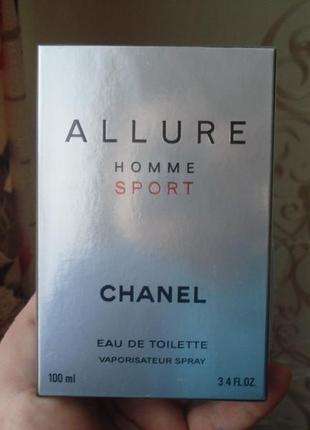 ALLURE
HOMME
SPORT
CHANEL
EAU DE TOILETTE
VAPORISATEUR SPRAY
100 ml 3.4 FL.OZ